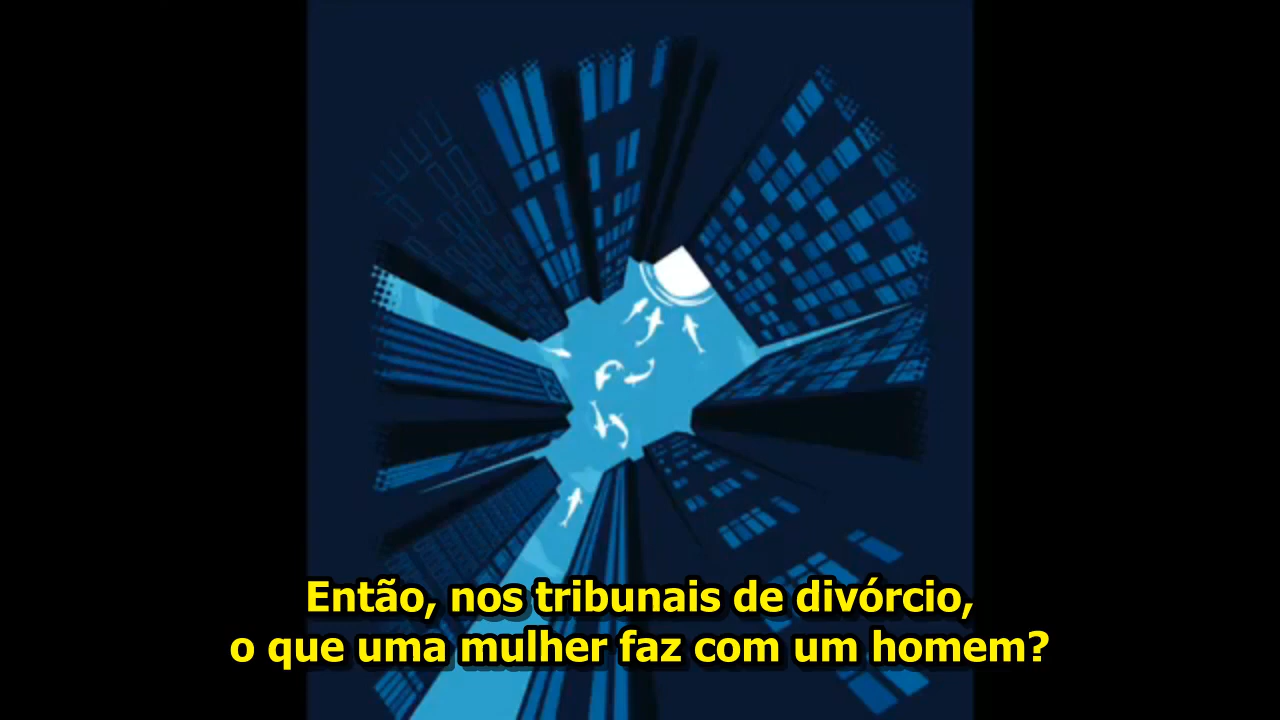 Então, nos tribunais de divórcio,
o que uma mulher faz com um homem?